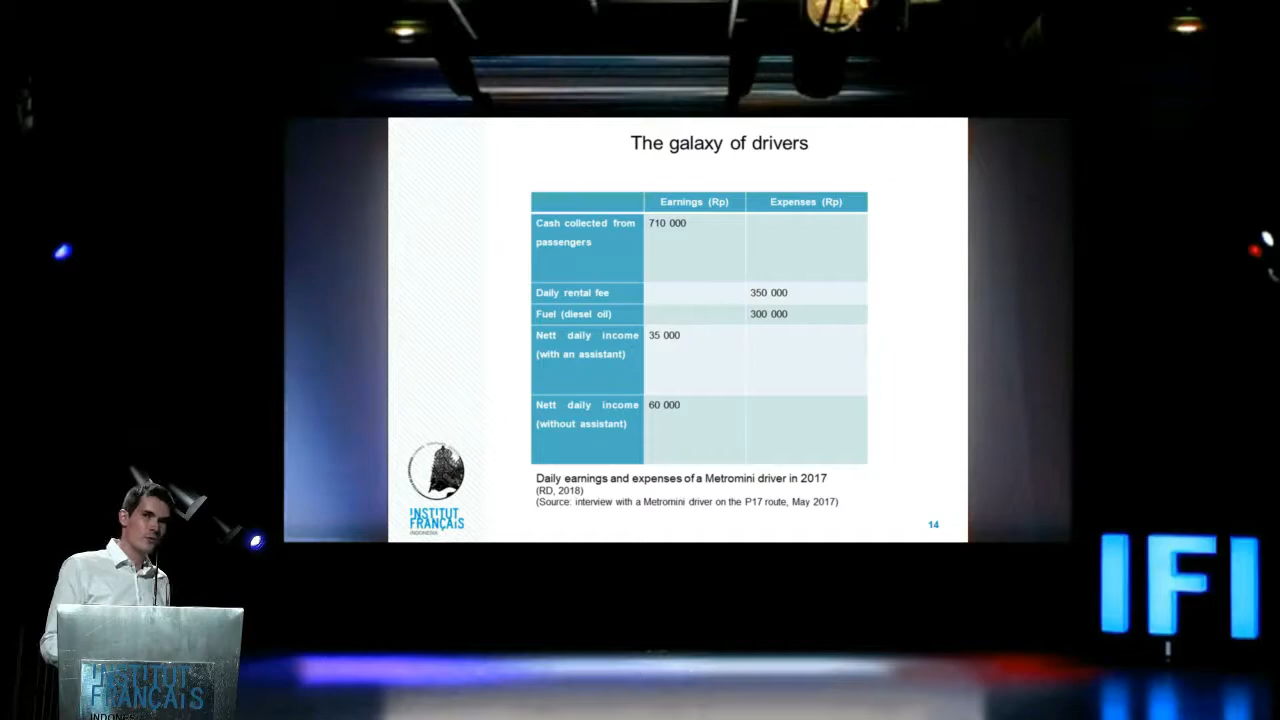 The galaxy of drivers
Earnings (Rp) Expenses (Rp)
Cash collected from 710 000
passengers
Daily rental fee 350 000
Fuel (diesel oil) 300 000
Nett daily income 35 000
(with an assistant)
Nett daily income 60 000
(without assistant)
Daily earnings and expenses of a Metromini driver in 2017
(RD, 2018)
(Source: interview with a Metromini driver on the P17 route, May 2017)
INSTITUT
FRANÇAIS
INDONESIA
14
IFI
INSTITUT
FRANÇAIS